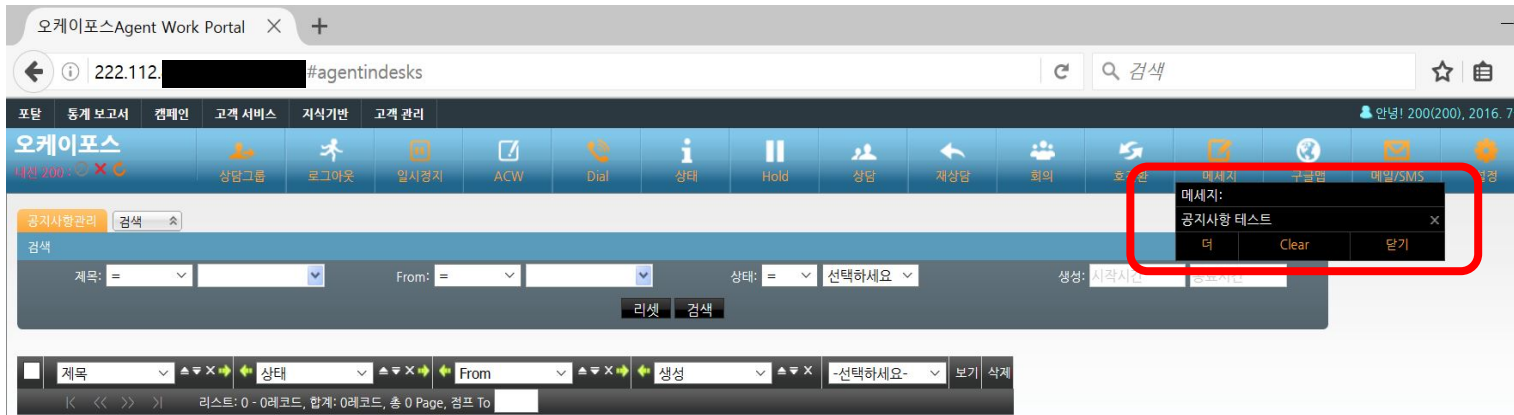 오케이포스Agent Work Portal
222.112. #agentindesks 검색
포탈 통계 보고서 캠페인 고객 서비스 지식기반 고객 관리 안녕! 200(200), 2016. 7
오케이포스
내선 200 :
상담그룹 로그아웃 일시정지 ACW Dial 상태 Hold 상담 재상담 회의 메세지 구글맵 메일/SMS
메세지:
공지사항 테스트
더 Clear 닫기
공지사항관리 검색
검색
제목: = From: = 상태: = 선택하세요 생성: 시작시간 종료시간
리셋 검색
제목 상태 From 생성 -선택하세요- 보기 삭제
리스트: 0 - 0레코드, 합계: 0레코드, 총 0 Page, 점프 To